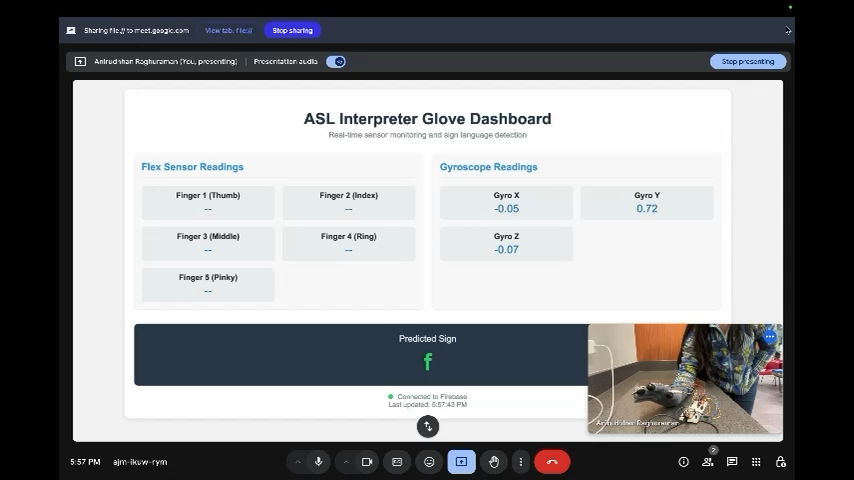 Sharing file:// to meet.google.com
View tab: file://
Stop sharing
Anirudhhan Raghuraman (You, presenting)
Presentation audio
Stop presenting
ASL Interpreter Glove Dashboard
Real-time sensor monitoring and sign language detection
Flex Sensor Readings
Finger 1 (Thumb)
--
Finger 2 (Index)
--
Finger 3 (Middle)
--
Finger 4 (Ring)
--
Finger 5 (Pinky)
--
Gyroscope Readings
Gyro X
-0.05
Gyro Y
0.72
Gyro Z
-0.07
Predicted Sign
f
Connected to Firebase
Last updated: 5:57:43 PM
Anirudhhan Raghuraman
5:57 PM
ajm-ikuw-rym
2